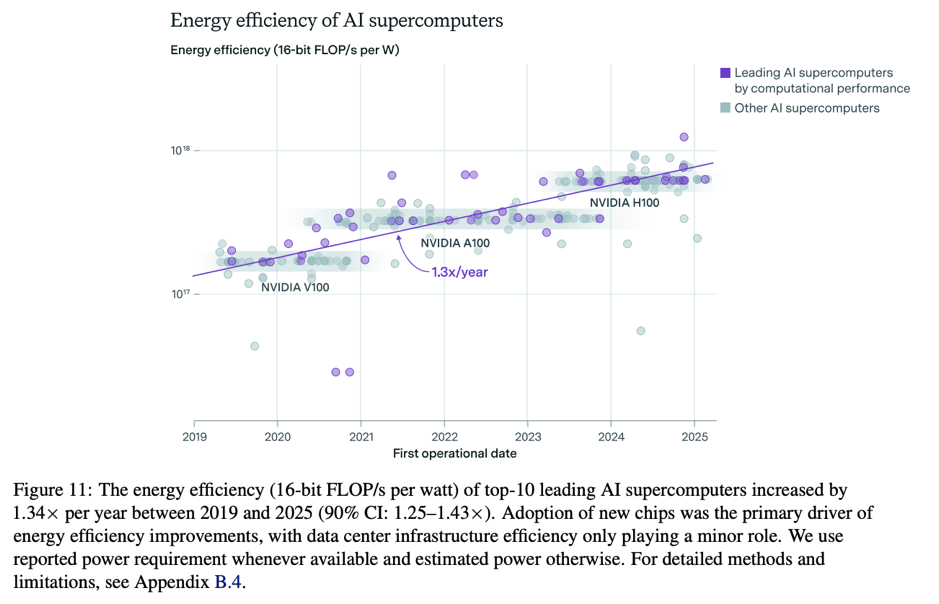 Energy efficiency of AI supercomputers
Energy efficiency (16-bit FLOP/s per W)
Leading AI supercomputers
by computational performance
Other AI supercomputers
10¹⁸
NVIDIA H100
NVIDIA A100
1.3x/year
NVIDIA V100
10¹⁷
2019 2020 2021 2022 2023 2024 2025
First operational date
Figure 11: The energy efficiency (16-bit FLOP/s per watt) of top-10 leading AI supercomputers increased by
1.34× per year between 2019 and 2025 (90% CI: 1.25–1.43×). Adoption of new chips was the primary driver of
energy efficiency improvements, with data center infrastructure efficiency only playing a minor role. We use
reported power requirement whenever available and estimated power otherwise. For detailed methods and
limitations, see Appendix B.4.